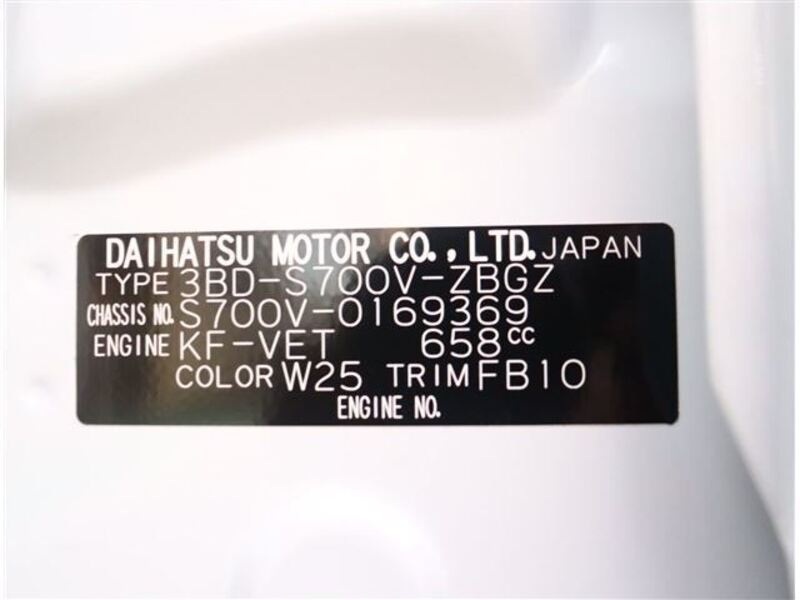 DAIHATSU MOTOR CO., LTD. JAPAN
TYPE 3BD-S700V-ZBGZ
CHASSIS NO. S700V-0169369
ENGINE KF-VET 658cc
COLOR W25 TRIM FB10
ENGINE NO.